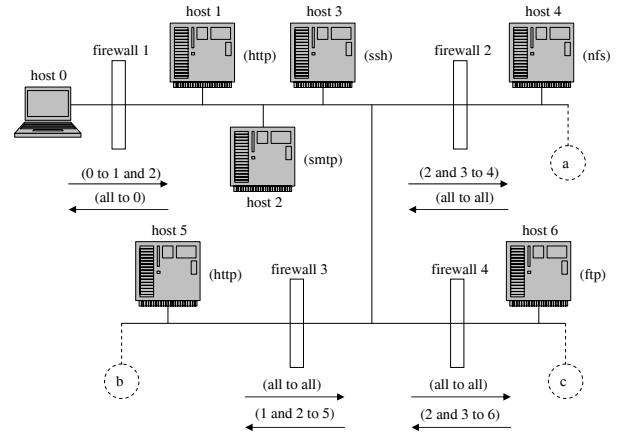 host 1
host 3
host 4
firewall 1
firewall 2
host 0
(http)
(ssh)
(nfs)
(smtp)
a
(0 to 1 and 2)
(2 and 3 to 4)
(all to 0)
(all to all)
host 2
host 5
host 6
firewall 3
firewall 4
(http)
(ftp)
b
c
(all to all)
(all to all)
(1 and 2 to 5)
(2 and 3 to 6)